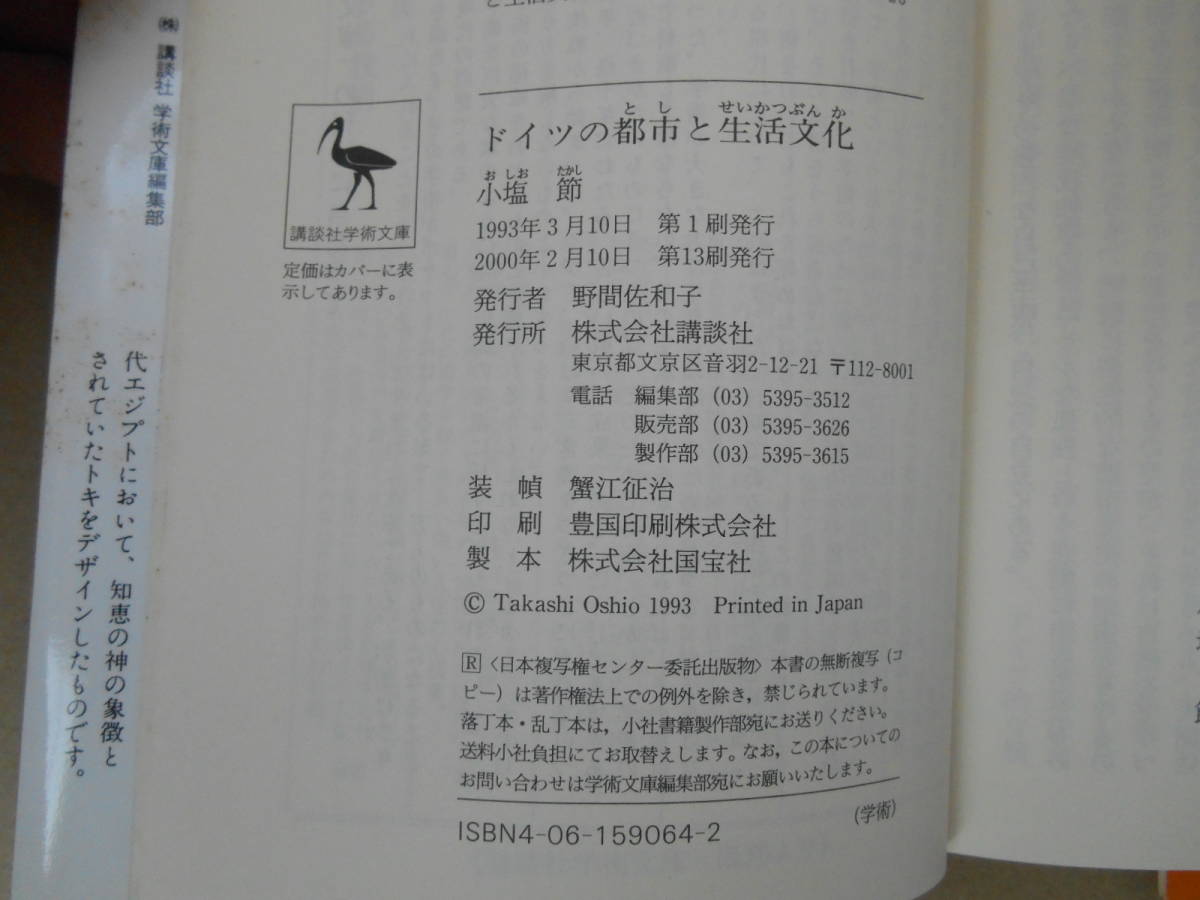 ドイツの都市と生活文化
とし せいかつぶんか
小塩 節
おしお たかし
1993年3月10日 第1刷発行
2000年2月10日 第13刷発行
発行者 野間佐和子
発行所 株式会社講談社
東京都文京区音羽2-12-21 〒112-8001
電話 編集部 (03) 5395-3512
販売部 (03) 5395-3626
製作部 (03) 5395-3615
装 幀 蟹江征治
印 刷 豊国印刷株式会社
製 本 株式会社国宝社
© Takashi Oshio 1993 Printed in Japan
R〈日本複写権センター委託出版物〉本書の無断複写(コ
ピー)は著作権法上での例外を除き,禁じられています。
落丁本・乱丁本は,小社書籍製作部宛にお送りください。
送料小社負担にてお取替えします。なお,この本についての
お問い合わせは学術文庫編集部宛にお願いいたします。
(学術)
ISBN4-06-159064-2
講談社学術文庫
定価はカバーに表
示してあります。
㈱ 講談社 学術文庫編集部
代エジプトにおいて、知恵の神の象徴と
されていたトキをデザインしたものです。